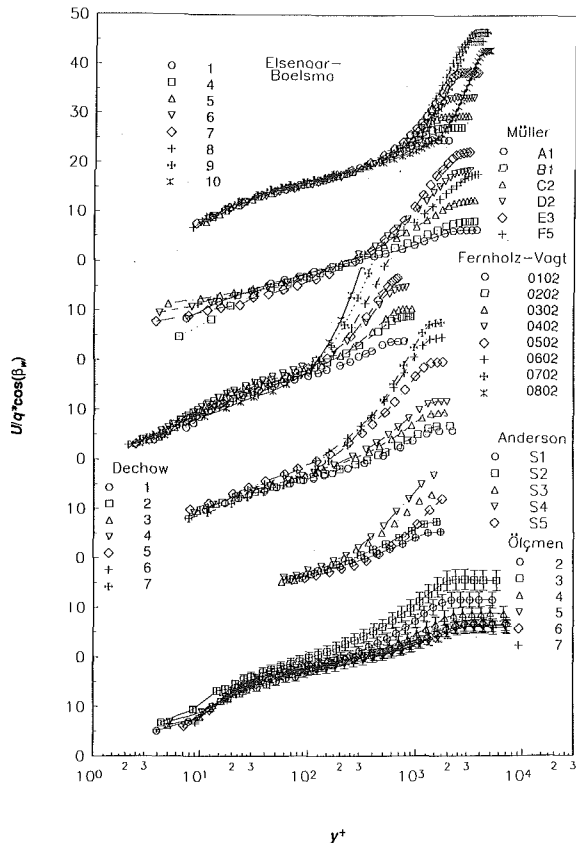 50
40
30
20
10
0
10
0
10
0
10
0
10
0
10
0
U/q*cos(βw)
Elsenaar-
Boelsma
1
4
5
6
7
8
9
10
Müller
A1
B1
C2
D2
E3
F5
Fernholz-Vagt
0102
0202
0302
0402
0502
0602
0702
0802
Dechow
1
2
3
4
5
6
7
Anderson
S1
S2
S3
S4
S5
Ölçmen
2
3
4
5
6
7
10⁰ 2 3 10¹ 2 3 10² 2 3 10³ 2 3 10⁴ 2 3
y⁺